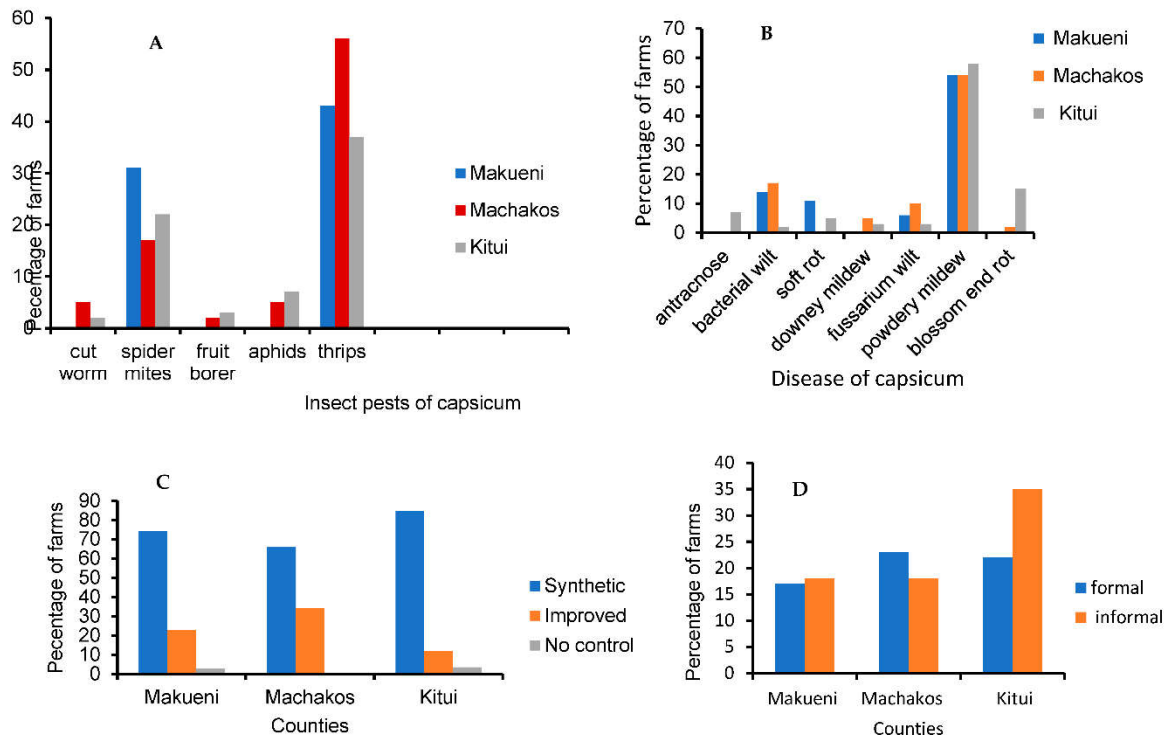 A
60
50
40
30
20
10
0
Pecentage of farms
cut worm
spider mites
fruit borer
aphids
thrips
Insect pests of capsicum
Makueni
Machakos
Kitui
B
70
60
50
40
30
20
10
0
Percentage of farms
antracnose
bacterial wilt
soft rot
downey mildew
fussarium wilt
powdery mildew
blossom end rot
Disease of capsicum
Makueni
Machakos
Kitui
C
90
80
70
60
50
40
30
20
10
0
Pecentage of farms
Makueni
Machakos
Kitui
Counties
Synthetic
Improved
No control
D
40
35
30
25
20
15
10
5
0
Percentage of farms
Makueni
Machakos
Kitui
Counties
formal
informal